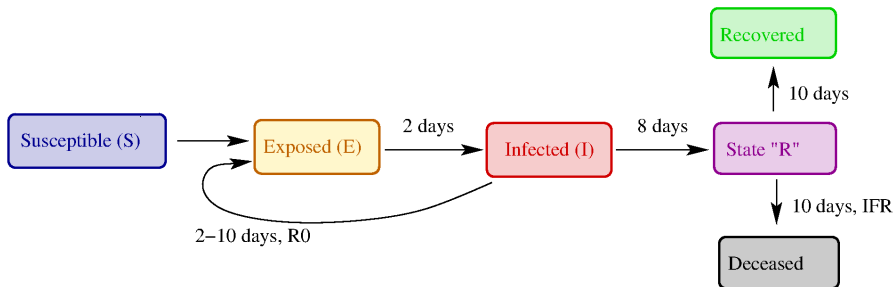 Recovered
10 days
Susceptible (S)
Exposed (E)
2 days
Infected (I)
8 days
State "R"
2−10 days, R0
10 days, IFR
Deceased